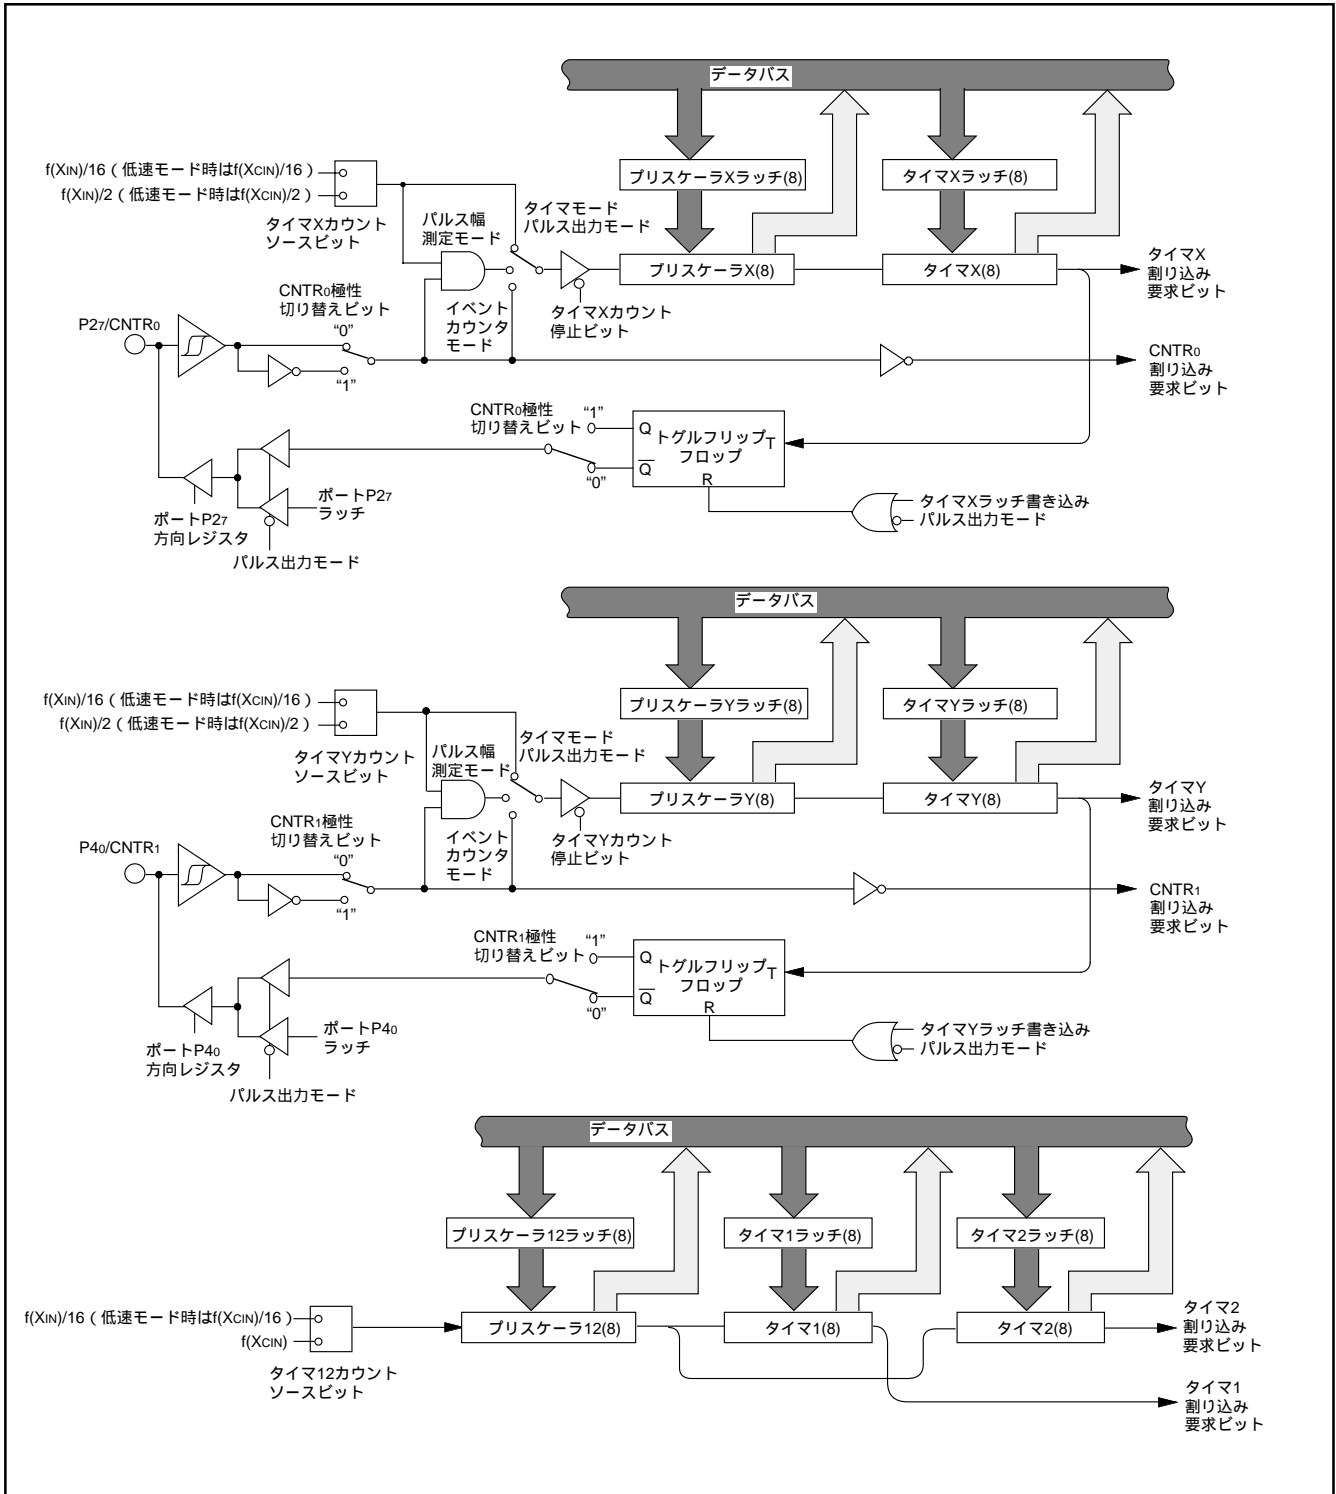 データバス
f(XIN)/16（低速モード時はf(XCIN)/16）
f(XIN)/2（低速モード時はf(XCIN)/2）
タイマXカウント
ソースビット
パルス幅
測定モード
タイマモード
パルス出力モード
プリスケーラXラッチ(8)
タイマXラッチ(8)
プリスケーラX(8)
タイマX(8)
タイマX
割り込み
要求ビット
CNTR0極性
切り替えビット
イベント
カウンタ
モード
タイマXカウント
停止ビット
P27/CNTR0
“0”
“1”
CNTR0
割り込み
要求ビット
CNTR0極性
切り替えビット
“1”
“0”
Q
Q
トグルフリップ
フロップ
T
R
ポートP27
ラッチ
ポートP27
方向レジスタ
パルス出力モード
タイマXラッチ書き込み
パルス出力モード
データバス
f(XIN)/16（低速モード時はf(XCIN)/16）
f(XIN)/2（低速モード時はf(XCIN)/2）
タイマYカウント
ソースビット
パルス幅
測定モード
タイマモード
パルス出力モード
プリスケーラYラッチ(8)
タイマYラッチ(8)
プリスケーラY(8)
タイマY(8)
タイマY
割り込み
要求ビット
CNTR1極性
切り替えビット
イベント
カウンタ
モード
タイマYカウント
停止ビット
P40/CNTR1
“0”
“1”
CNTR1
割り込み
要求ビット
CNTR1極性
切り替えビット
“1”
“0”
Q
Q
トグルフリップ
フロップ
T
R
ポートP40
ラッチ
ポートP40
方向レジスタ
パルス出力モード
タイマYラッチ書き込み
パルス出力モード
データバス
プリスケーラ12ラッチ(8)
タイマ1ラッチ(8)
タイマ2ラッチ(8)
f(XIN)/16（低速モード時はf(XCIN)/16）
f(XCIN)
タイマ12カウント
ソースビット
プリスケーラ12(8)
タイマ1(8)
タイマ2(8)
タイマ2
割り込み
要求ビット
タイマ1
割り込み
要求ビット